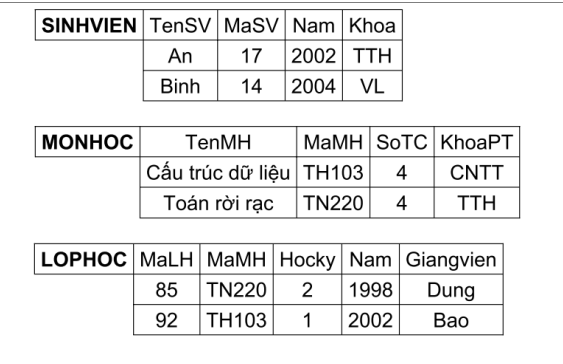 SINHVIEN TenSV MaSV Nam Khoa
An 17 2002 TTH
Binh 14 2004 VL
MONHOC TenMH MaMH SoTC KhoaPT
Cấu trúc dữ liệu TH103 4 CNTT
Toán rời rạc TN220 4 TTH
LOPHOC MaLH MaMH Hocky Nam Giangvien
85 TN220 2 1998 Dung
92 TH103 1 2002 Bao